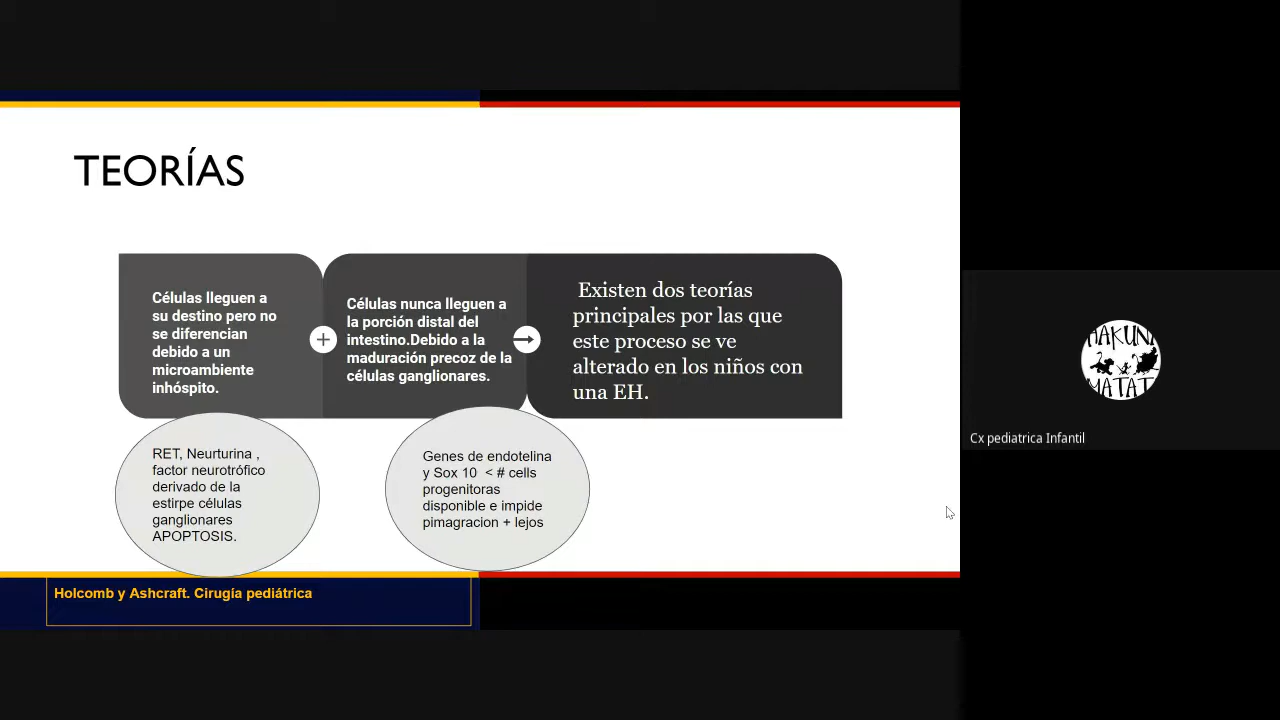 TEORÍAS
Células lleguen a
su destino pero no
se diferencian
debido a un
microambiente
inhóspito.
Células nunca lleguen a
la porción distal del
intestino.Debido a la
maduración precoz de la
células ganglionares.
Existen dos teorías
principales por las que
este proceso se ve
alterado en los niños con
una EH.
RET, Neurturina ,
factor neurotrófico
derivado de la
estirpe células
ganglionares
APOPTOSIS.
Genes de endotelina
y Sox 10 < # cells
progenitoras
disponible e impide
pimagracion + lejos
Holcomb y Ashcraft. Cirugía pediátrica
HAKUNA
MATAT
Cx pediatrica Infantil